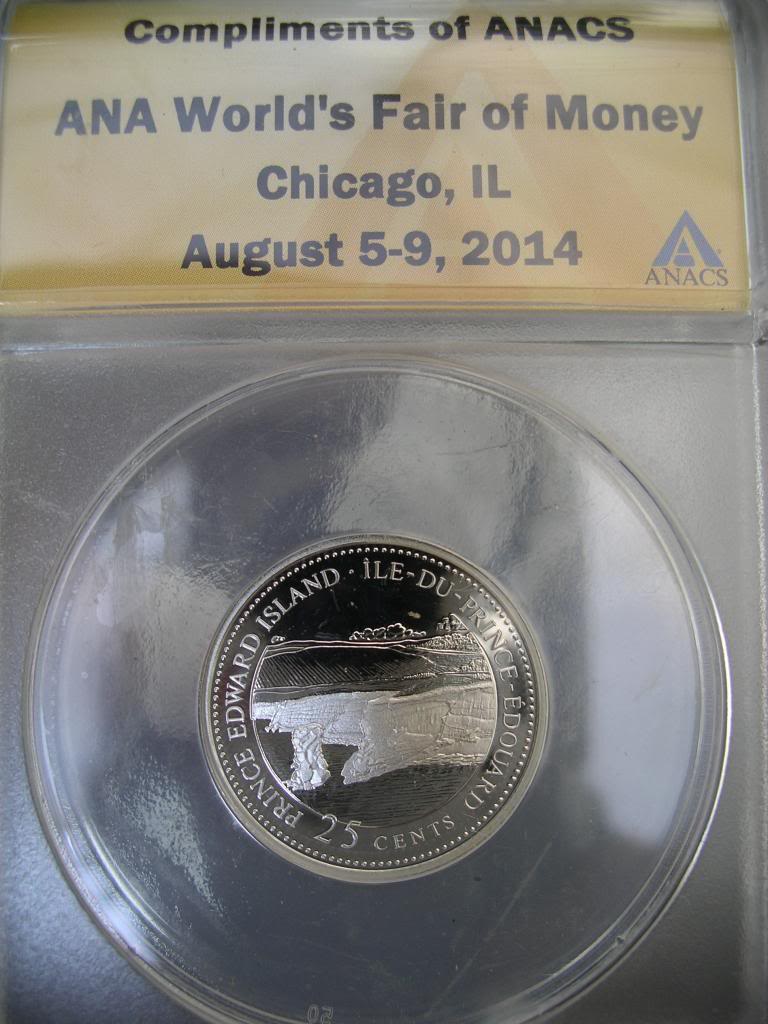 Compliments of ANACS
ANA World's Fair of Money
Chicago, IL
August 5-9, 2014
ANACS
PRINCE EDWARD ISLAND · ÎLE-DU-PRINCE-ÉDOUARD
25 CENTS